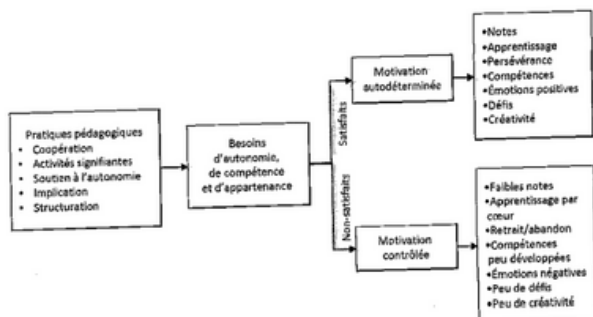 Pratiques pédagogiques
• Coopération
• Activités signifiantes
• Soutien à l'autonomie
• Implication
• Structuration
Besoins
d'autonomie,
de compétence
et d'appartenance
Satisfaits
Non-satisfaits
Motivation
autodéterminée
Motivation
contrôlée
•Notes
•Apprentissage
•Persévérance
•Compétences
•Émotions positives
•Défis
•Créativité
•Faibles notes
•Apprentissage par
cœur
•Retrait/abandon
•Compétences
peu développées
•Émotions négatives
•Peu de défis
•Peu de créativité